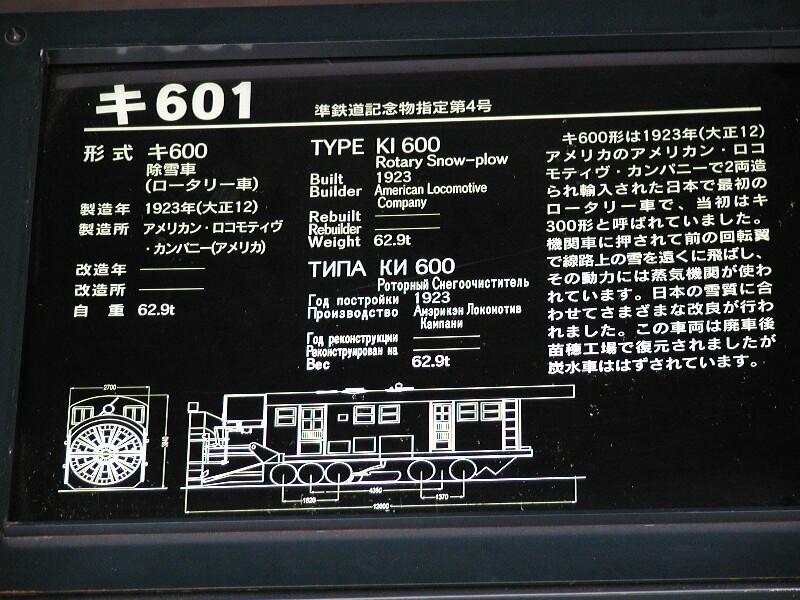 キ601
準鉄道記念物指定第4号
形式 キ600
除雪車
(ロータリー車)
製造年 1923年(大正12)
製造所 アメリカン・ロコモティヴ
・カンパニー(アメリカ)
改造年
改造所
自重 62.9t
TYPE KI 600
Rotary Snow-plow
Built 1923
Builder American Locomotive
Company
Rebuilt
Rebuilder
Weight 62.9t
ТИПА КИ 600
Роторный Снегоочиститель
Год постройки 1923
Производство Амэрикэн Локомотив
Кампани
Год реконструкции
Реконструирован на
Вес 62.9t
キ600形は1923年(大正12)
アメリカのアメリカン・ロコ
モティヴ・カンパニーで2両造
られ輸入された日本で最初の
ロータリー車で、当初はキ
300形と呼ばれていました。
機関車に押されて前の回転翼
で線路上の雪を遠くに飛ばし、
その動力には蒸気機関が使わ
れています。日本の雪質に合
わせてさまざまな改良が行わ
れました。この車両は廃車後
苗穂工場で復元されましたが
炭水車ははずされています。
2700
1820
4350
1370
13000